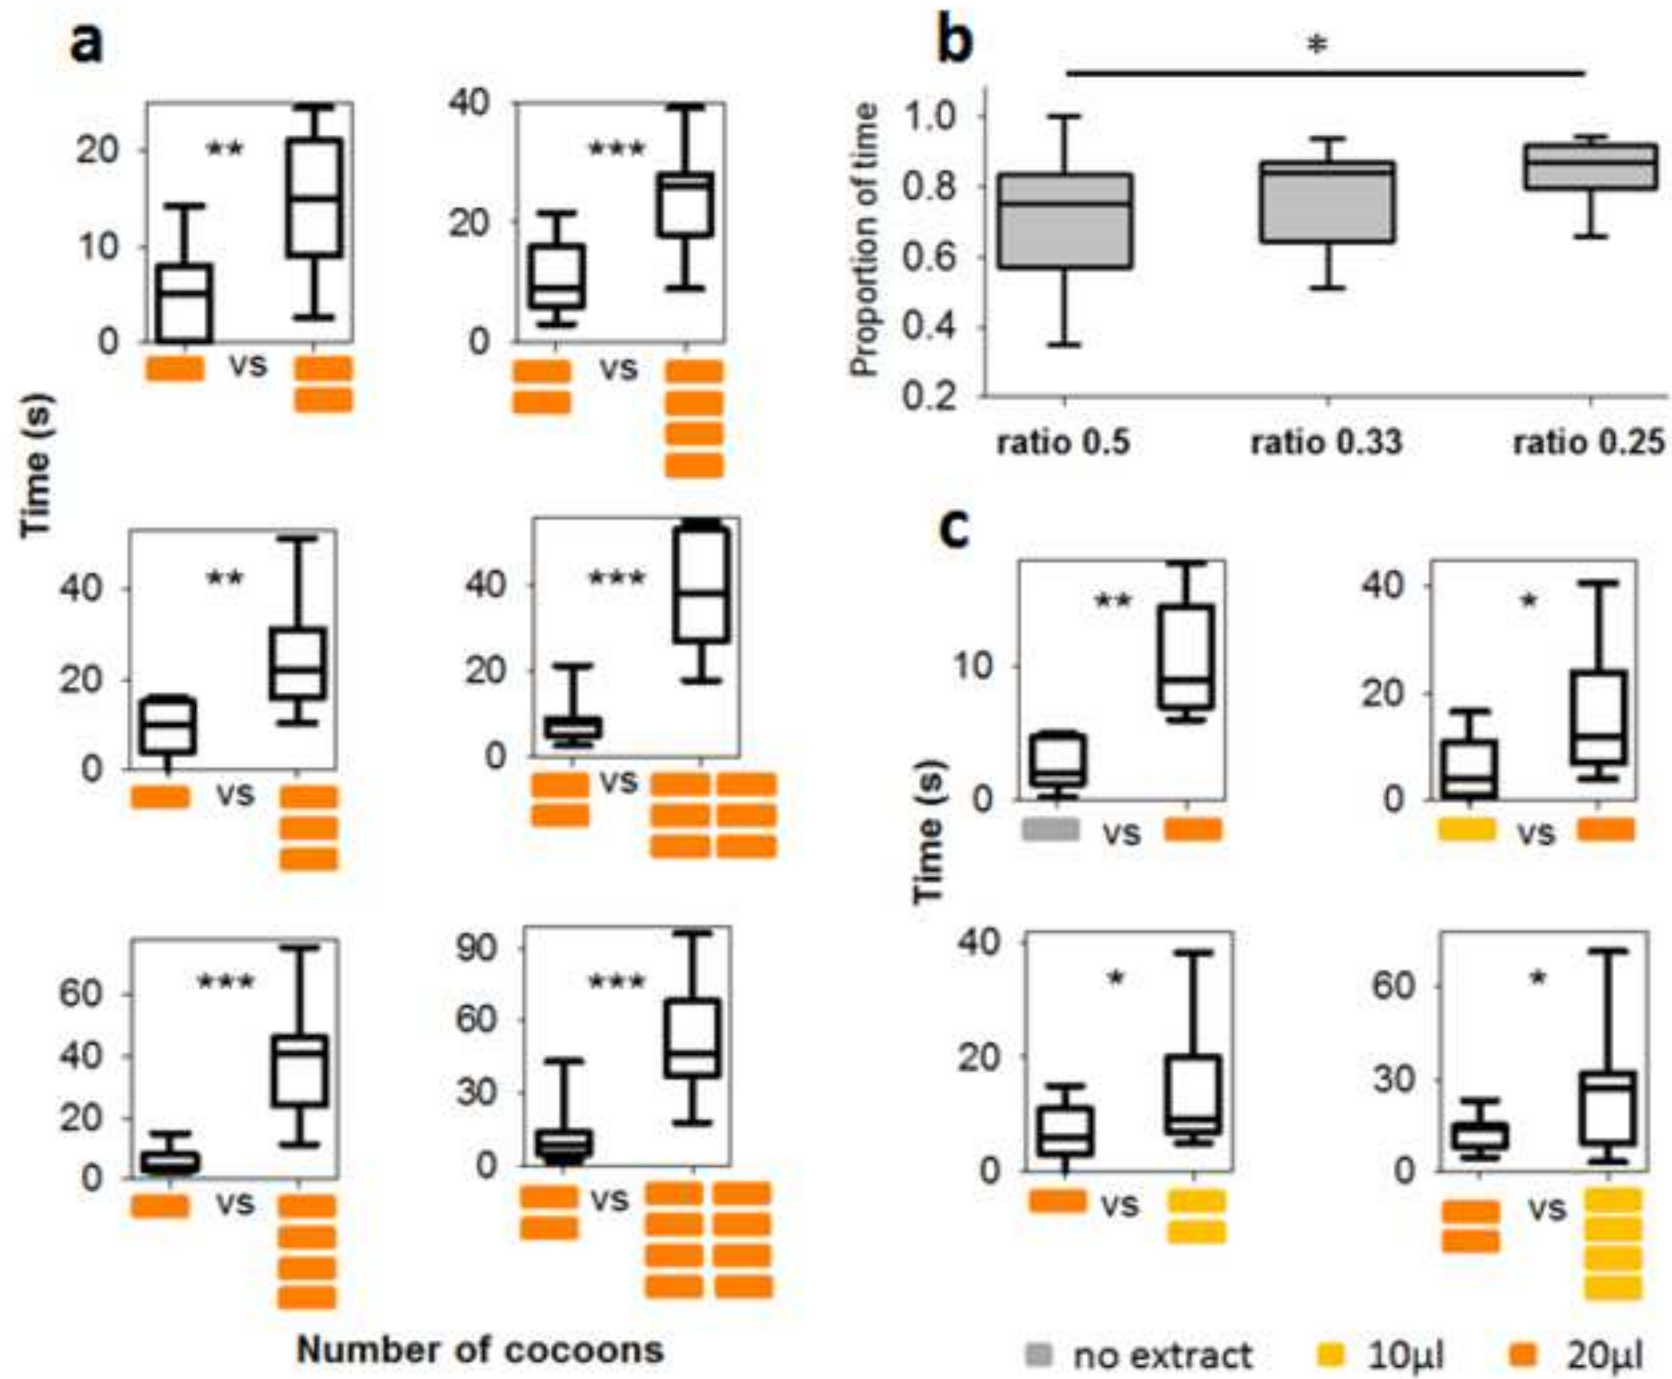 a
Time (s)
20
10
0
**
vs
40
20
0
***
vs
40
20
0
**
vs
40
20
0
***
vs
60
40
20
0
***
vs
90
60
30
0
***
vs
Number of cocoons
b
*
Proportion of time
1.0
0.8
0.6
0.4
0.2
ratio 0.5
ratio 0.33
ratio 0.25
c
Time (s)
10
0
**
vs
40
20
0
*
vs
40
20
0
*
vs
60
30
0
*
vs
no extract
10µl
20µl